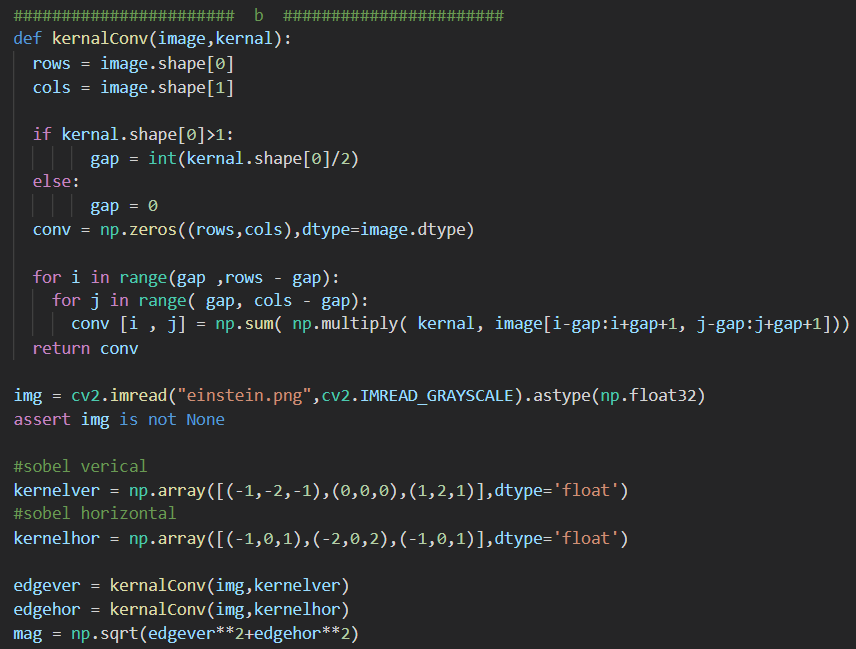 #######################  b  #######################
def kernalConv(image,kernal):
  rows = image.shape[0]
  cols = image.shape[1]

  if kernal.shape[0]>1:
        gap = int(kernal.shape[0]/2)
  else:
        gap = 0
  conv = np.zeros((rows,cols),dtype=image.dtype)

  for i in range(gap ,rows - gap):
    for j in range( gap, cols - gap):
      conv [i , j] = np.sum( np.multiply( kernal, image[i-gap:i+gap+1, j-gap:j+gap+1]))
  return conv

img = cv2.imread("einstein.png",cv2.IMREAD_GRAYSCALE).astype(np.float32)
assert img is not None

#sobel verical
kernelver = np.array([(-1,-2,-1),(0,0,0),(1,2,1)],dtype='float')
#sobel horizontal
kernelhor = np.array([(-1,0,1),(-2,0,2),(-1,0,1)],dtype='float')

edgever = kernalConv(img,kernelver)
edgehor = kernalConv(img,kernelhor)
mag = np.sqrt(edgever**2+edgehor**2)